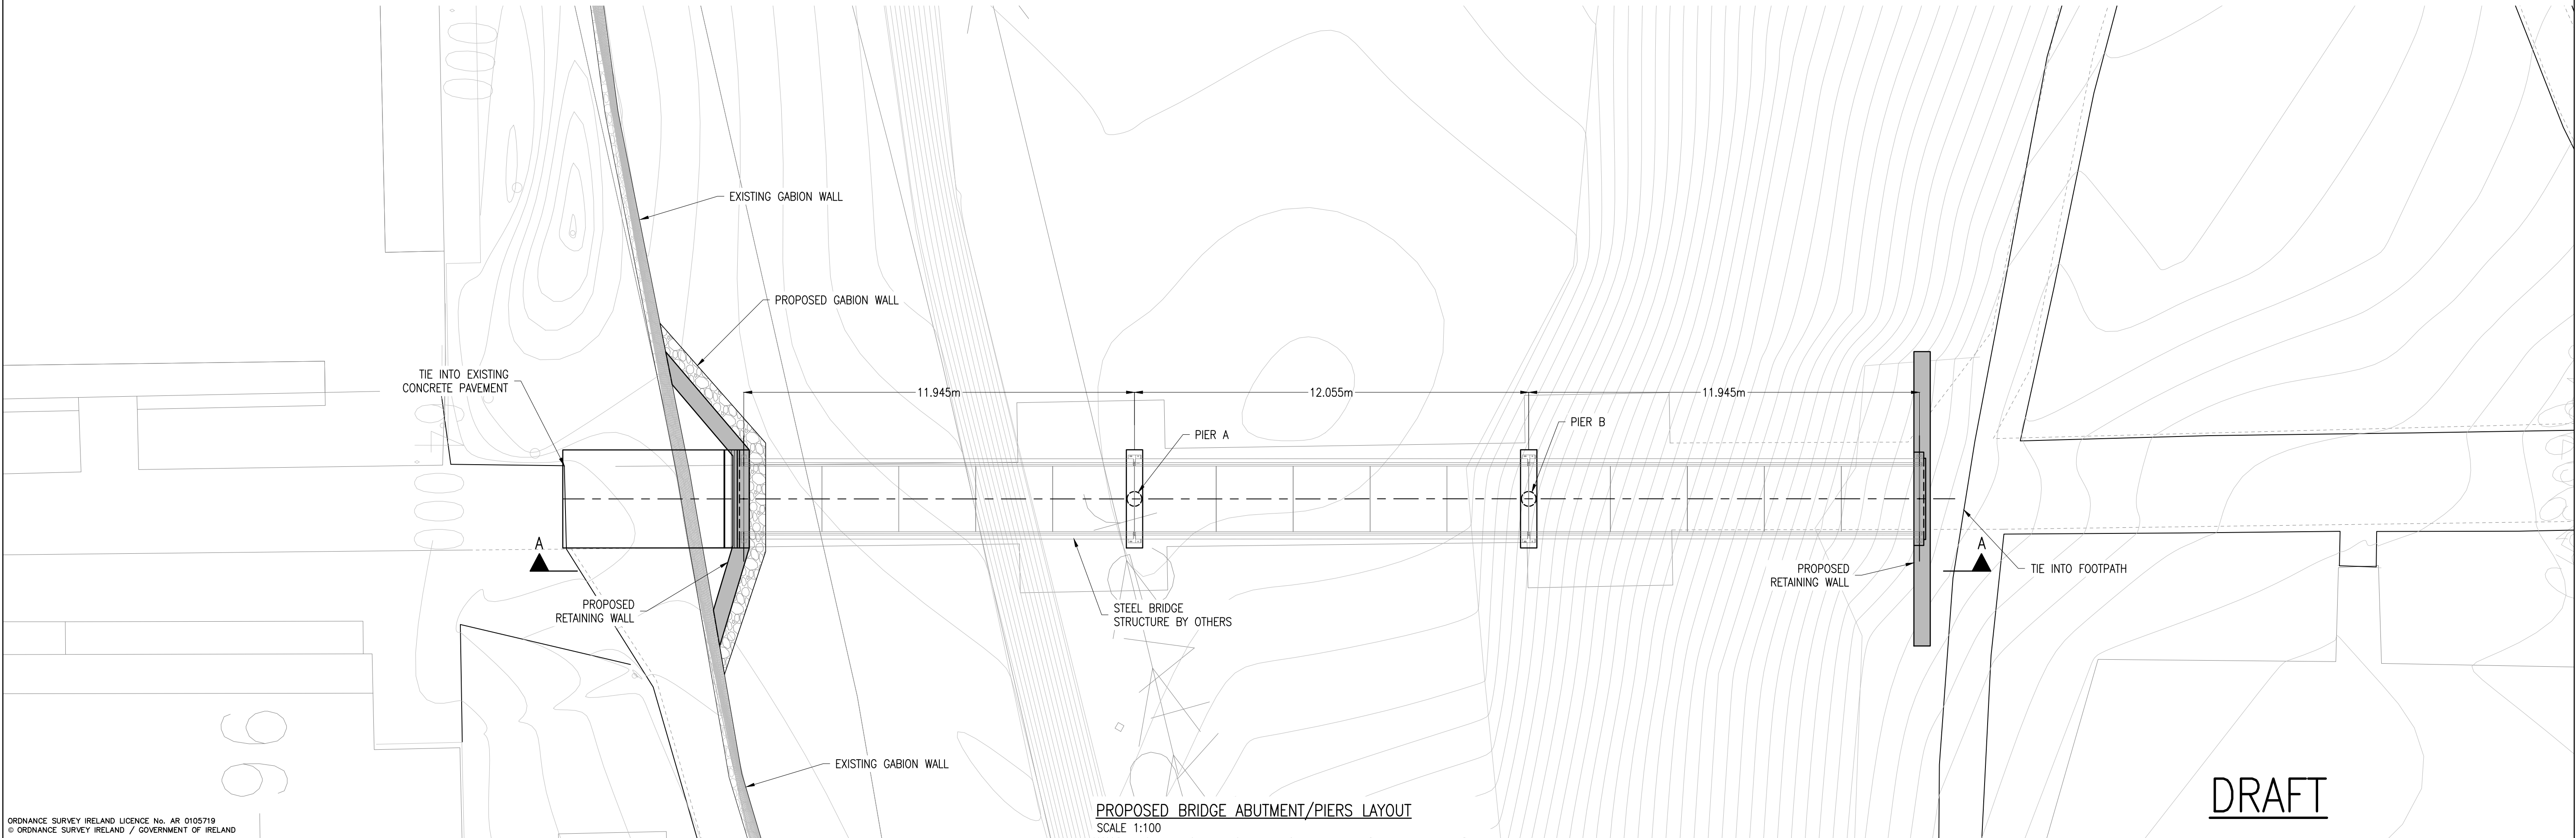 EXISTING GABION WALL
PROPOSED GABION WALL
TIE INTO EXISTING
CONCRETE PAVEMENT
11.945m
12.055m
11.945m
PIER A
PIER B
A
A
PROPOSED
RETAINING WALL
TIE INTO FOOTPATH
PROPOSED
RETAINING WALL
STEEL BRIDGE
STRUCTURE BY OTHERS
EXISTING GABION WALL
96
DRAFT
PROPOSED BRIDGE ABUTMENT/PIERS LAYOUT
SCALE 1:100
ORDNANCE SURVEY IRELAND LICENCE No. AR 0105719
© ORDNANCE SURVEY IRELAND / GOVERNMENT OF IRELAND